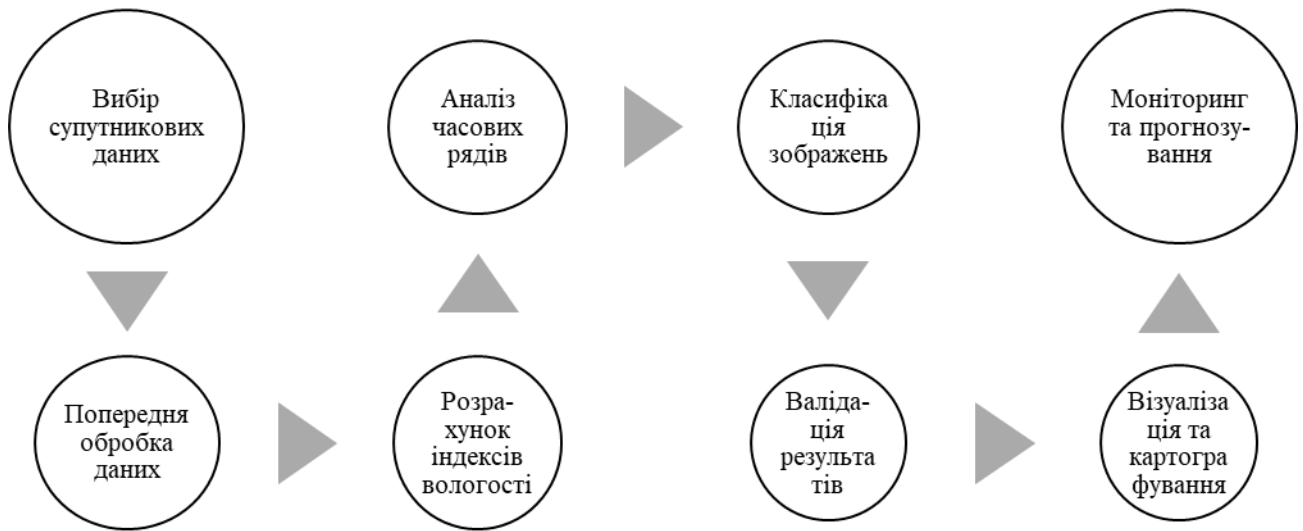 Вибір
супутникових
даних
Попередня
обробка
даних
Розра-
хунок
індексів
вологості
Аналіз
часових
рядів
Класифіка
ція
зображень
Валіда-
ція
результа
тів
Візуаліза
ція та
картогра
фування
Моніторинг
та прогнозу-
вання